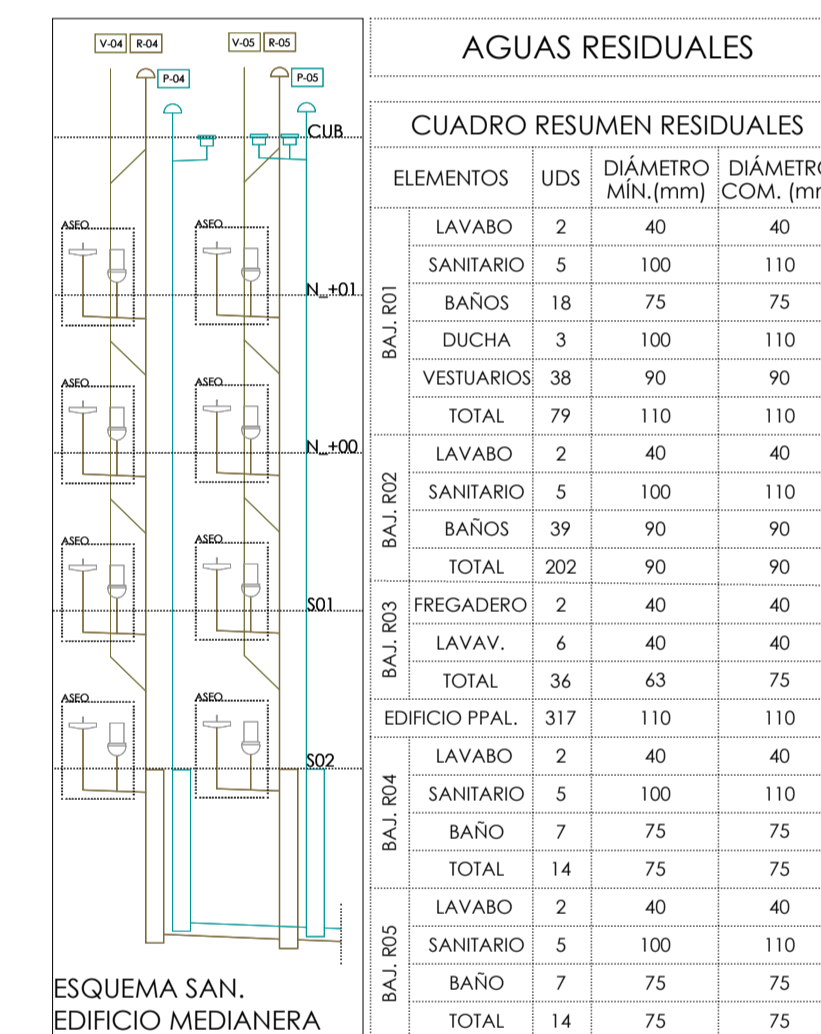 V-04 R-04 V-05 R-05
P-04 P-05
CUB
ASEO ASEO
N_+01
ASEO ASEO
N_+00
ASEO ASEO
S01
ASEO ASEO
S02
ESQUEMA SAN.
EDIFICIO MEDIANERA
AGUAS RESIDUALES
CUADRO RESUMEN RESIDUALES
ELEMENTOS UDS DIÁMETRO MÍN.(mm) DIÁMETRO COM. (mm
BAJ. R01
LAVABO 2 40 40
SANITARIO 5 100 110
BAÑOS 18 75 75
DUCHA 3 100 110
VESTUARIOS 38 90 90
TOTAL 79 110 110
BAJ. R02
LAVABO 2 40 40
SANITARIO 5 100 110
BAÑOS 39 90 90
TOTAL 202 90 90
BAJ. R03
FREGADERO 2 40 40
LAVAV. 6 40 40
TOTAL 36 63 75
EDIFICIO PPAL. 317 110 110
BAJ. R04
LAVABO 2 40 40
SANITARIO 5 100 110
BAÑO 7 75 75
TOTAL 14 75 75
BAJ. R05
LAVABO 2 40 40
SANITARIO 5 100 110
BAÑO 7 75 75
TOTAL 14 75 75